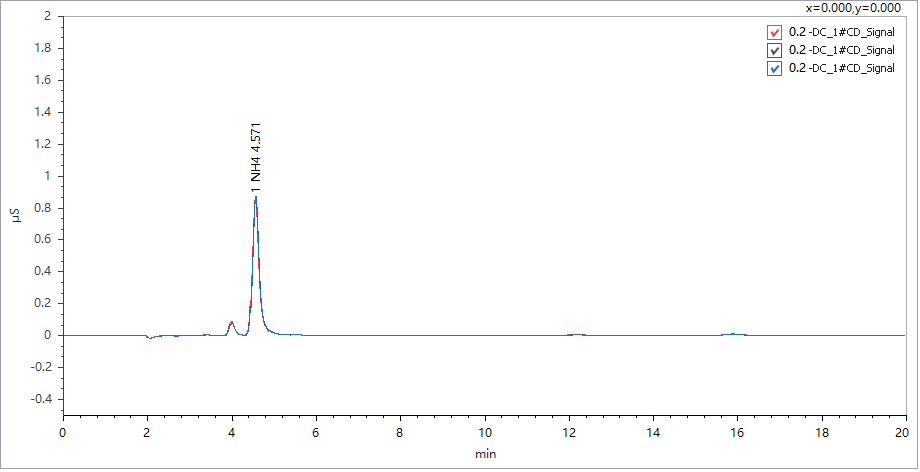 x=0.000,y=0.000
0.2 -DC_1#CD_Signal
0.2 -DC_1#CD_Signal
0.2 -DC_1#CD_Signal
2
1.8
1.6
1.4
1.2
1
0.8
0.6
0.4
0.2
0
-0.2
-0.4
µS
1 NH4 4.571
0 2 4 6 8 10 12 14 16 18 20
min